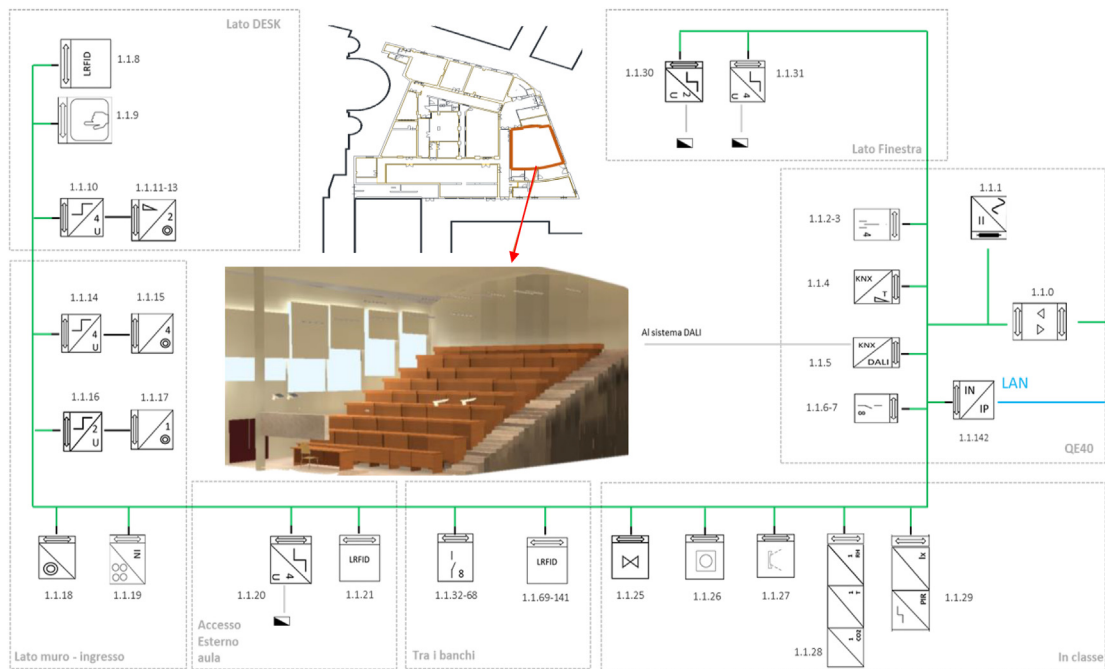 Lato DESK
LRFID
1.1.8
1.1.9
1.1.10
4
U
1.1.11-13
2
1.1.14
4
U
1.1.15
4
1.1.16
2
U
1.1.17
1
1.1.18
IN
1.1.19
Lato muro - ingresso
4
U
1.1.20
LRFID
1.1.21
Accesso
Esterno
aula
8
1.1.32-68
LRFID
1.1.69-141
Tra i banchi
1.1.25
1.1.26
1.1.27
1 RH
1 T
1 CO2
1.1.28
lx
PIR
1.1.29
In classe
1.1.30
2
U
4
U
1.1.31
Lato Finestra
1.1.1
1.1.2-3
4
1.1.4
KNX
T
1.1.0
Al sistema DALI
1.1.5
KNX
DALI
1.1.6-7
8
IN
IP
LAN
1.1.142
QE40